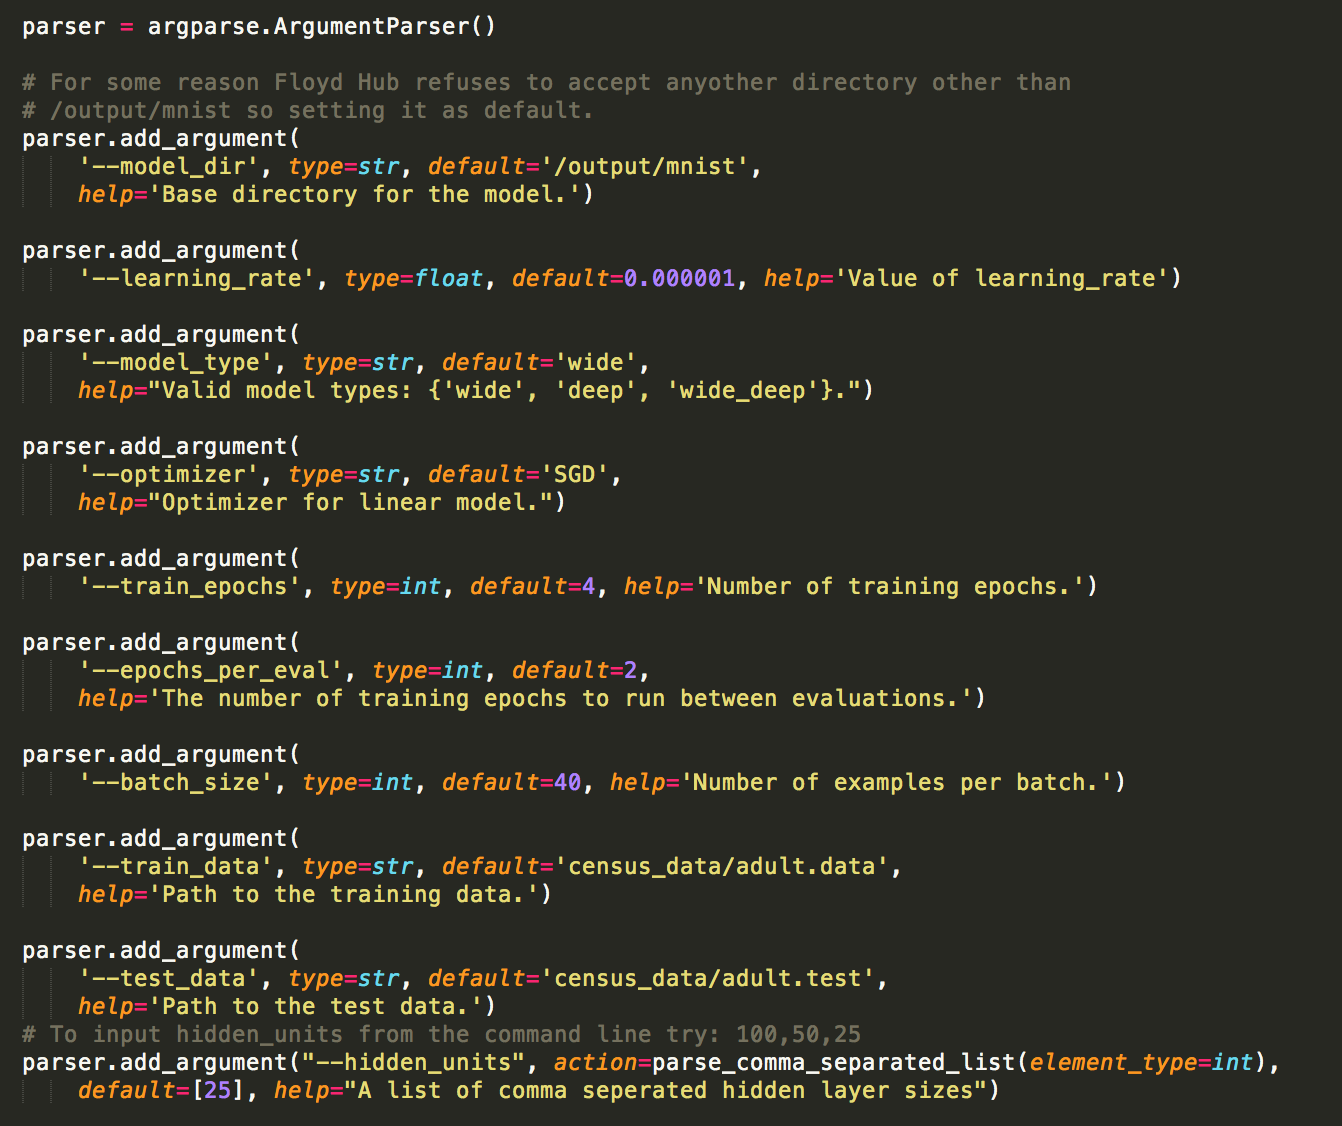 parser = argparse.ArgumentParser()
# For some reason Floyd Hub refuses to accept anyother directory other than
# /output/mnist so setting it as default.
parser.add_argument(
'--model_dir', type=str, default='/output/mnist',
help='Base directory for the model.')
parser.add_argument(
'--learning_rate', type=float, default=0.000001, help='Value of learning_rate')
parser.add_argument(
'--model_type', type=str, default='wide',
help="Valid model types: {'wide', 'deep', 'wide_deep'}.")
parser.add_argument(
'--optimizer', type=str, default='SGD',
help="Optimizer for linear model.")
parser.add_argument(
'--train_epochs', type=int, default=4, help='Number of training epochs.')
parser.add_argument(
'--epochs_per_eval', type=int, default=2,
help='The number of training epochs to run between evaluations.')
parser.add_argument(
'--batch_size', type=int, default=40, help='Number of examples per batch.')
parser.add_argument(
'--train_data', type=str, default='census_data/adult.data',
help='Path to the training data.')
parser.add_argument(
'--test_data', type=str, default='census_data/adult.test',
help='Path to the test data.')
# To input hidden_units from the command line try: 100,50,25
parser.add_argument("--hidden_units", action=parse_comma_separated_list(element_type=int),
default=[25], help="A list of comma seperated hidden layer sizes")